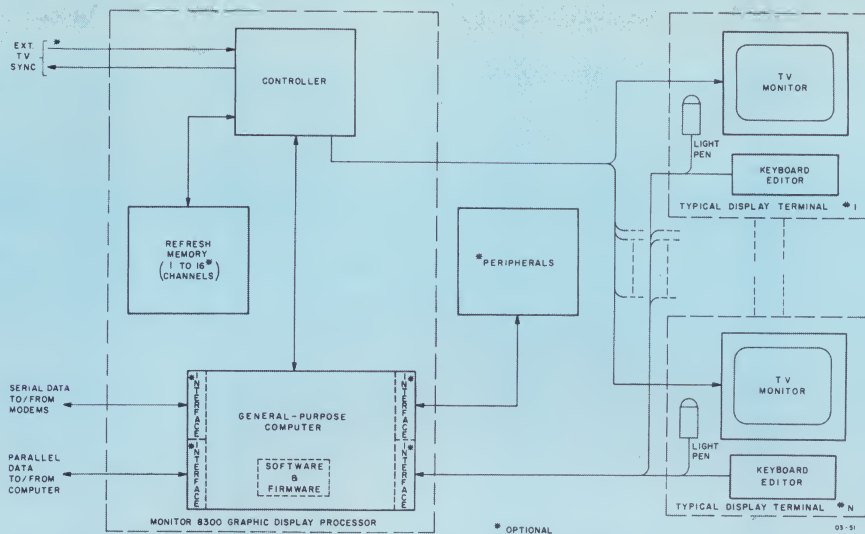 EXT. *
TV
SYNC
CONTROLLER
REFRESH
MEMORY
(1 TO 16*
CHANNELS)
*PERIPHERALS
TV
MONITOR
LIGHT
PEN
KEYBOARD
EDITOR
TYPICAL DISPLAY TERMINAL #1
SERIAL DATA
TO/FROM
MODEMS
PARALLEL
DATA
TO/FROM
COMPUTER
*INTERFACE
*INTERFACE
GENERAL-PURPOSE
COMPUTER
SOFTWARE
&
FIRMWARE
INTERFACE*
INTERFACE*
MONITOR 8300 GRAPHIC DISPLAY PROCESSOR
TV
MONITOR
LIGHT
PEN
KEYBOARD
EDITOR
TYPICAL DISPLAY TERMINAL #N
* OPTIONAL
03-51